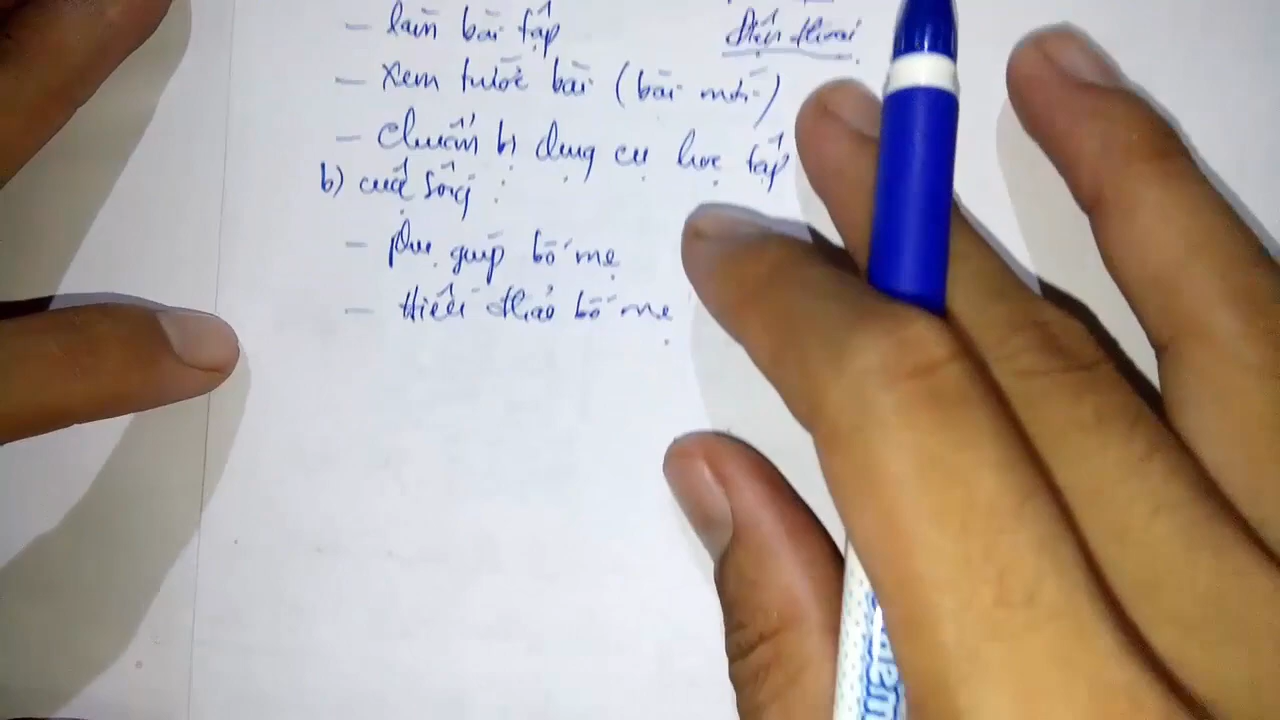 - làm bài tập
điện thoại
- Xem trước bài (bài mới)
- chuẩn bị dụng cụ học tập
b) cuộc sống :
- phụ giúp bố mẹ
- Hiếu thảo bố mẹ